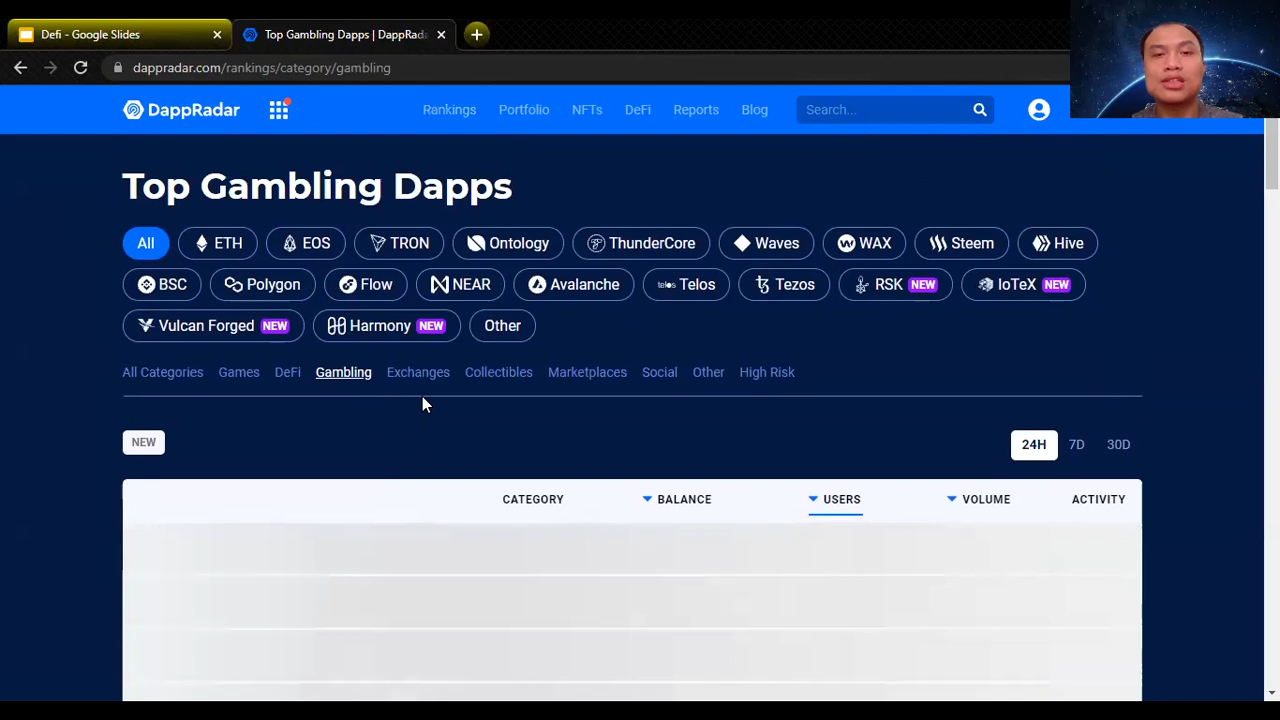 Defi - Google Slides
Top Gambling Dapps | DappRad
dappradar.com/rankings/category/gambling
DappRadar Rankings Portfolio NFTs DeFi Reports Blog Search...
Top Gambling Dapps
All ETH EOS TRON Ontology ThunderCore Waves WAX Steem Hive
BSC Polygon Flow NEAR Avalanche telos Telos Tezos RSK NEW IoTeX NEW
Vulcan Forged NEW Harmony NEW Other
All Categories Games DeFi Gambling Exchanges Collectibles Marketplaces Social Other High Risk
NEW 24H 7D 30D
CATEGORY BALANCE USERS VOLUME ACTIVITY